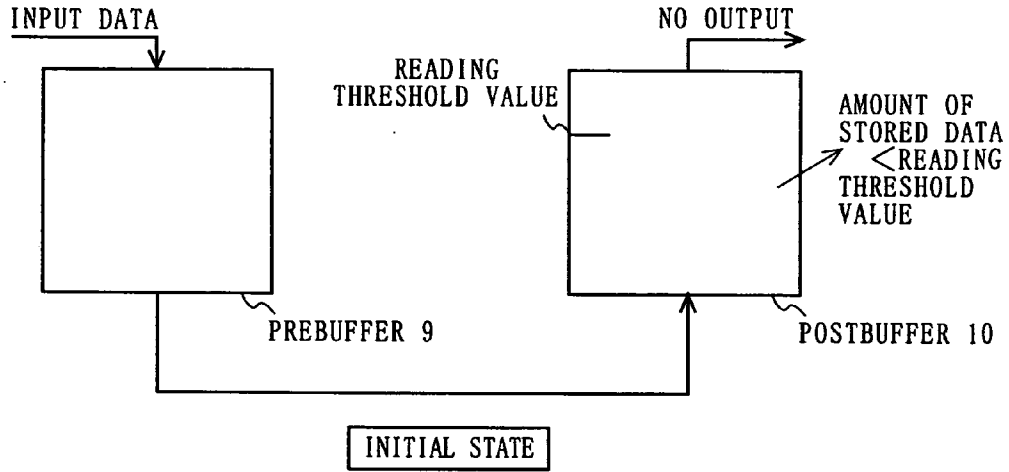 INPUT DATA
NO OUTPUT
READING
THRESHOLD VALUE
AMOUNT OF
STORED DATA
<READING
THRESHOLD
VALUE
PREBUFFER 9
POSTBUFFER 10
INITIAL STATE